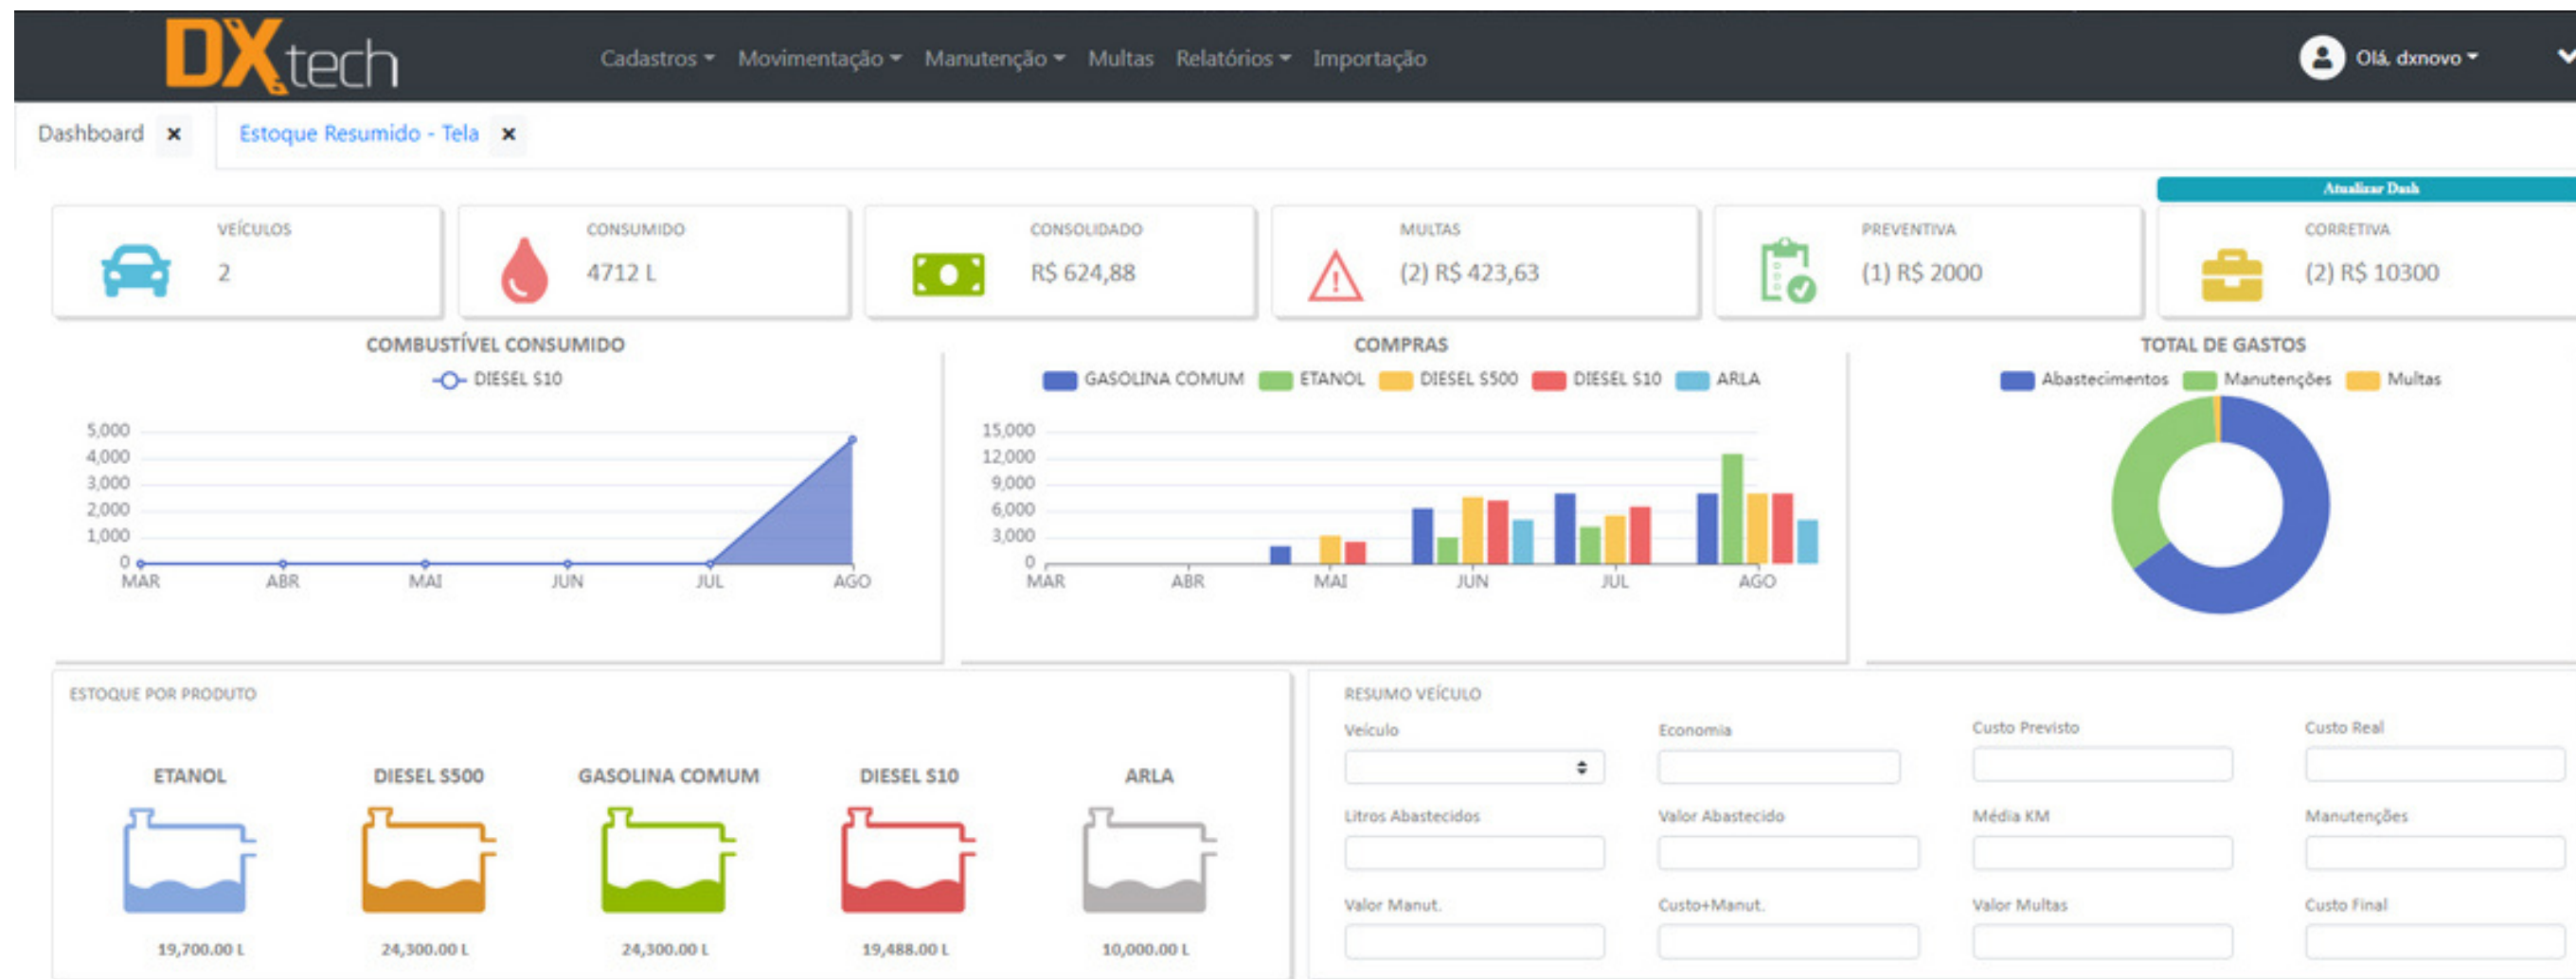 DXtech
Cadastros Movimentação Manutenção Multas Relatórios Importação
Olá, dxnovo
Dashboard × Estoque Resumido - Tela ×
Atualizar Dash
VEÍCULOS
2
CONSUMIDO
4712 L
CONSOLIDADO
R$ 624,88
MULTAS
(2) R$ 423,63
PREVENTIVA
(1) R$ 2000
CORRETIVA
(2) R$ 10300
COMBUSTÍVEL CONSUMIDO
DIESEL S10
5,000
4,000
3,000
2,000
1,000
0
MAR ABR MAI JUN JUL AGO
COMPRAS
GASOLINA COMUM ETANOL DIESEL S500 DIESEL S10 ARLA
15,000
12,000
9,000
6,000
3,000
0
MAR ABR MAI JUN JUL AGO
TOTAL DE GASTOS
Abastecimentos Manutenções Multas
ESTOQUE POR PRODUTO
ETANOL DIESEL S500 GASOLINA COMUM DIESEL S10 ARLA
19,700.00 L 24,300.00 L 24,300.00 L 19,488.00 L 10,000.00 L
RESUMO VEÍCULO
Veículo Economia Custo Previsto Custo Real
Litros Abastecidos Valor Abastecido Média KM Manutenções
Valor Manut. Custo+Manut. Valor Multas Custo Final